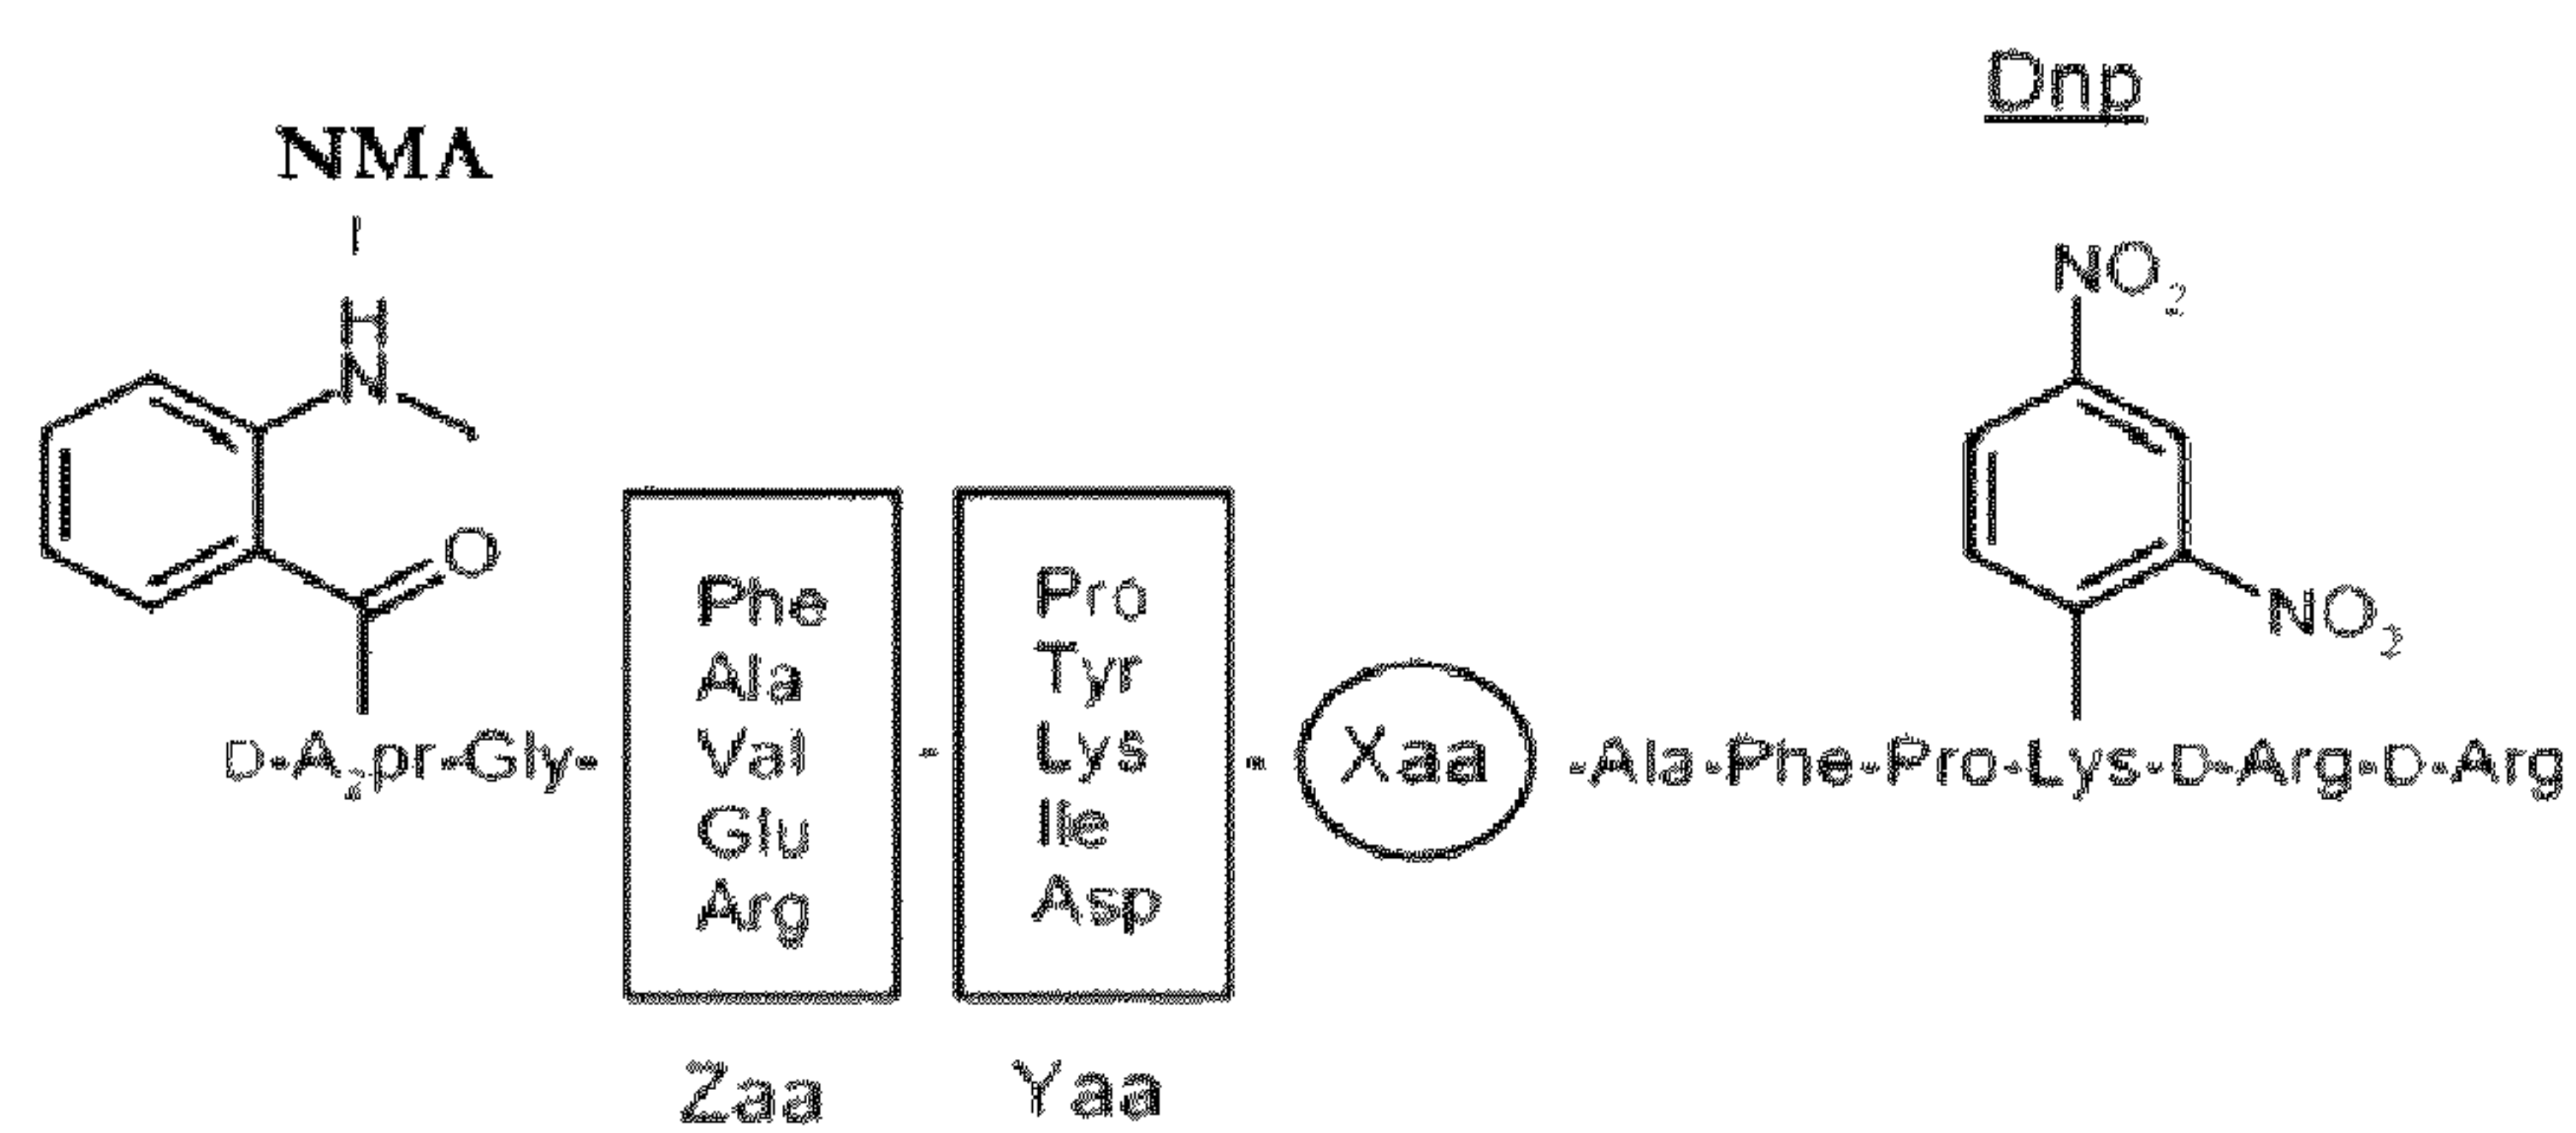 Dnp
NMA
NO2
H
N
O
NO2
Phe
Ala
Val
Glu
Arg
Pro
Tyr
Lys
Ile
Asp
D-A2pr-Gly- - - Xaa -Ala-Phe-Pro-Lys-D-Arg-D-Arg
Zaa Yaa